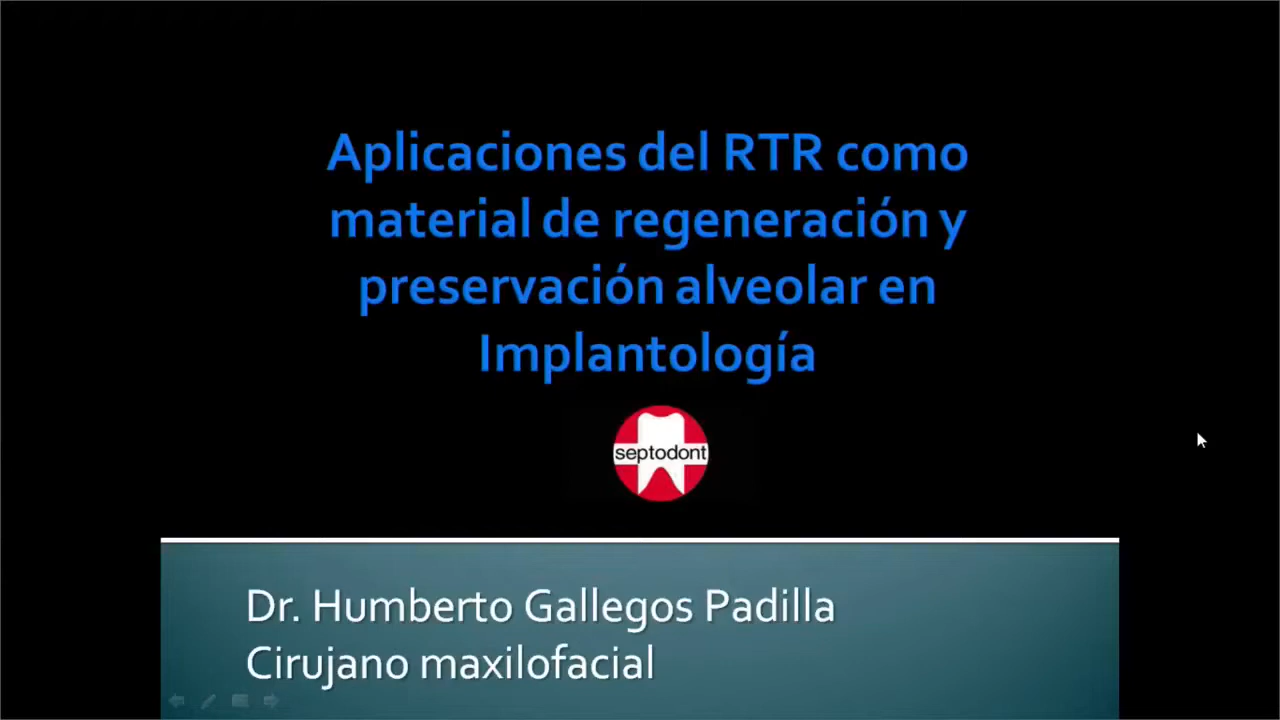 Aplicaciones del RTR como
material de regeneración y
preservación alveolar en
Implantología
septodont
Dr. Humberto Gallegos Padilla
Cirujano maxilofacial